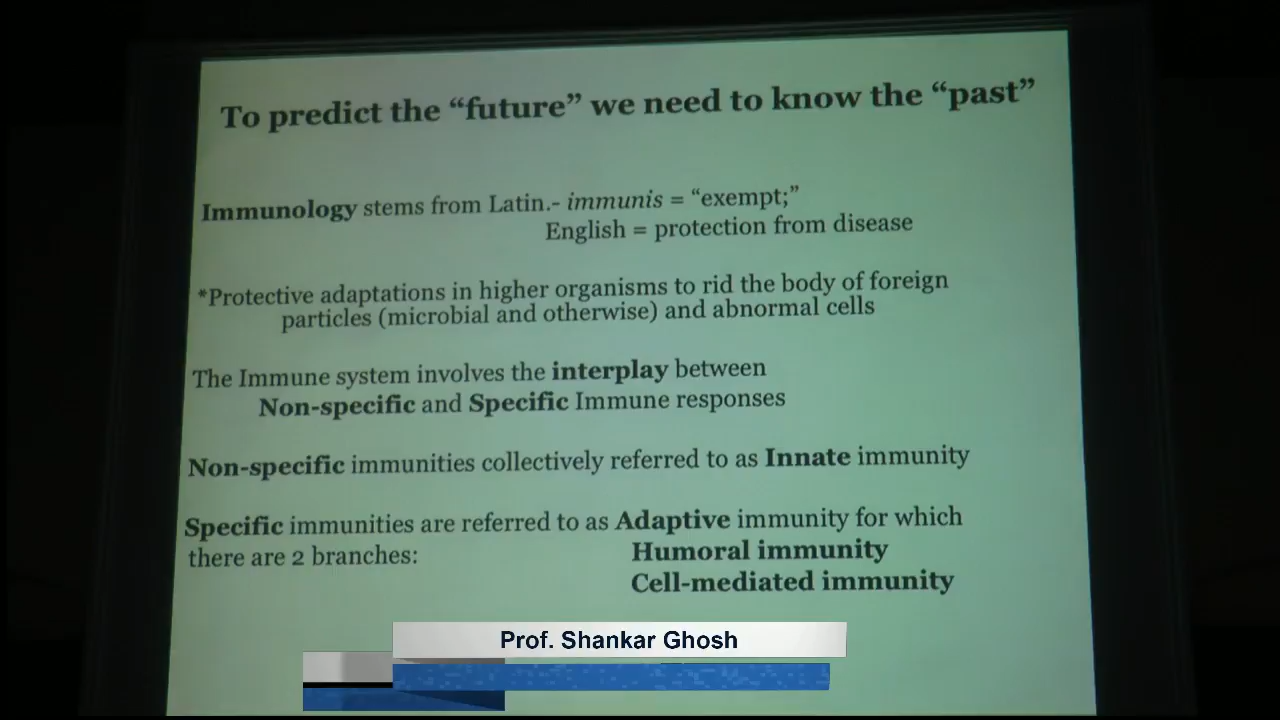 To predict the “future” we need to know the “past”
Immunology stems from Latin.- immunis = “exempt;”
English = protection from disease
*Protective adaptations in higher organisms to rid the body of foreign
particles (microbial and otherwise) and abnormal cells
The Immune system involves the interplay between
Non-specific and Specific Immune responses
Non-specific immunities collectively referred to as Innate immunity
Specific immunities are referred to as Adaptive immunity for which
there are 2 branches:
Humoral immunity
Cell-mediated immunity
Prof. Shankar Ghosh